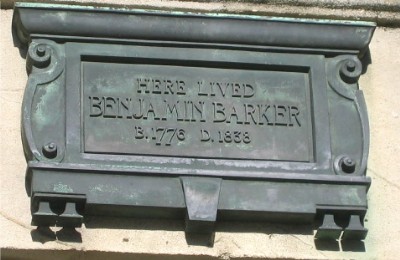 HERE LIVED
BENJAMIN BARKER
B. 1776 D. 1838